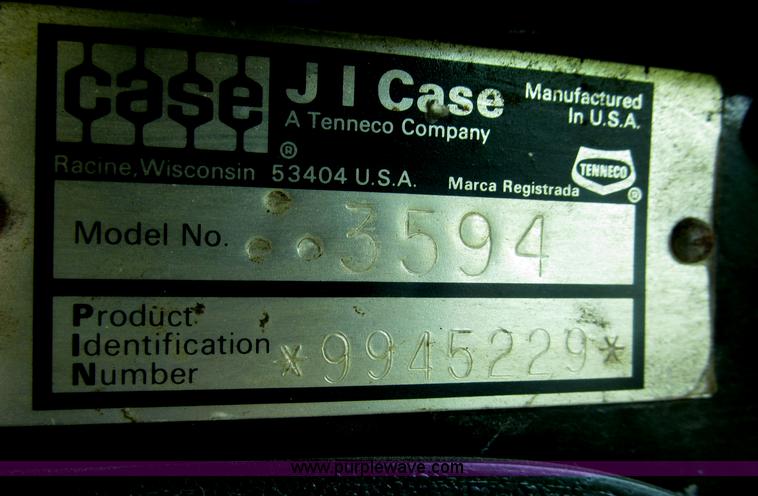 case
J I Case
A Tenneco Company
Manufactured
In U.S.A.
®
Racine, Wisconsin 53404 U.S.A.
Marca Registrada
TENNECO
®
Model No. 3594
Product
Identification
Number
*9945229*
www.purplewave.com